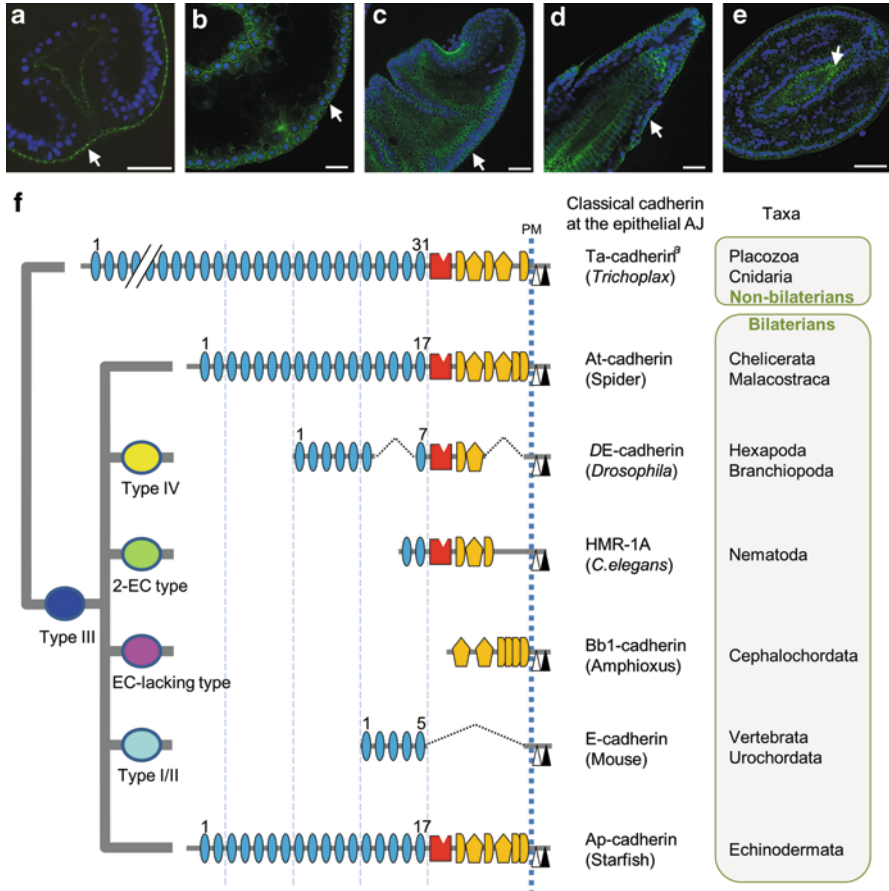 a
b
c
d
e
f
Classical cadherin
at the epithelial AJ
Taxa
PM
1
31
Ta-cadherin^a
(Trichoplax)
Placozoa
Cnidaria
Non-bilaterians
Bilaterians
1
17
At-cadherin
(Spider)
Chelicerata
Malacostraca
Type IV
1
7
DE-cadherin
(Drosophila)
Hexapoda
Branchiopoda
2-EC type
HMR-1A
(C.elegans)
Nematoda
Type III
EC-lacking type
Bb1-cadherin
(Amphioxus)
Cephalochordata
Type I/II
1
5
E-cadherin
(Mouse)
Vertebrata
Urochordata
1
17
Ap-cadherin
(Starfish)
Echinodermata